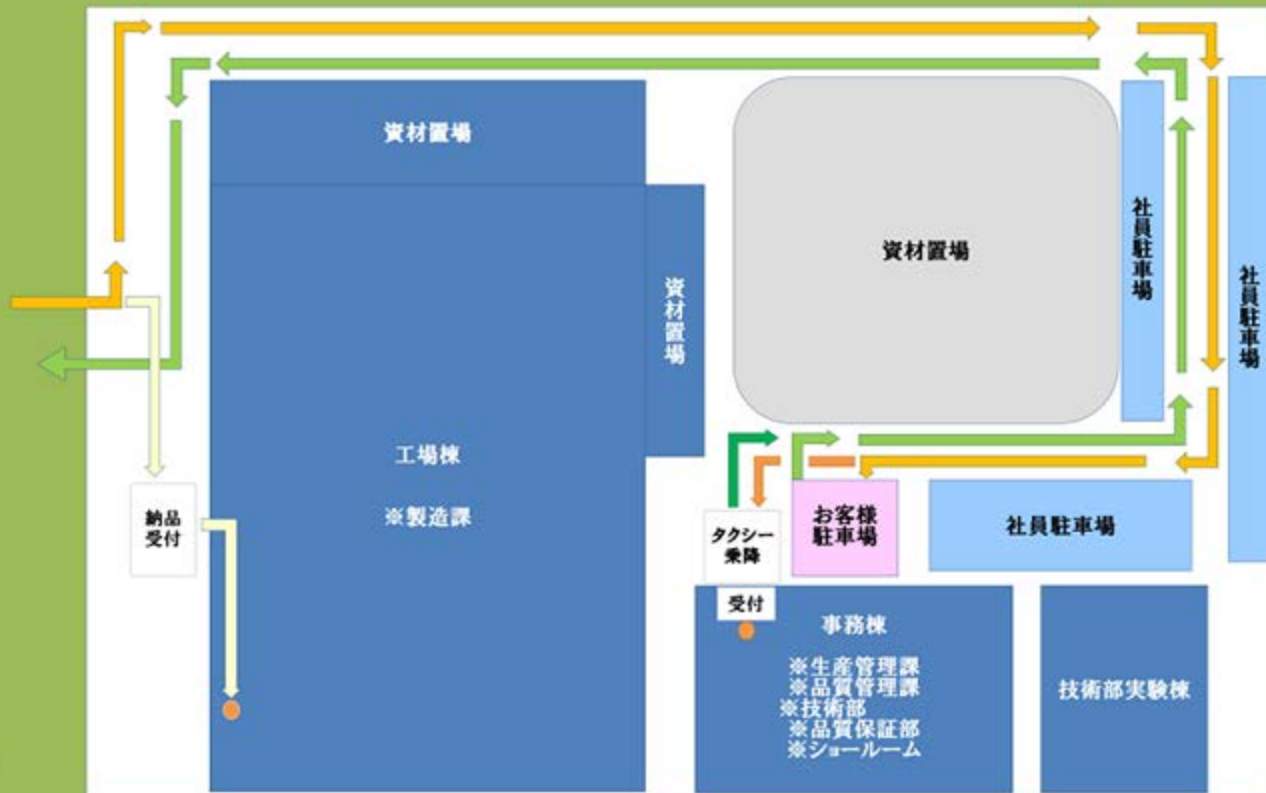 資材置場
資材置場
資材置場
社員駐車場
社員駐車場
工場棟
※製造課
納品
受付
タクシー
乗降
お客様
駐車場
社員駐車場
受付
事務棟
※生産管理課
※品質管理課
※技術部
※品質保証部
※ショールーム
技術部実験棟